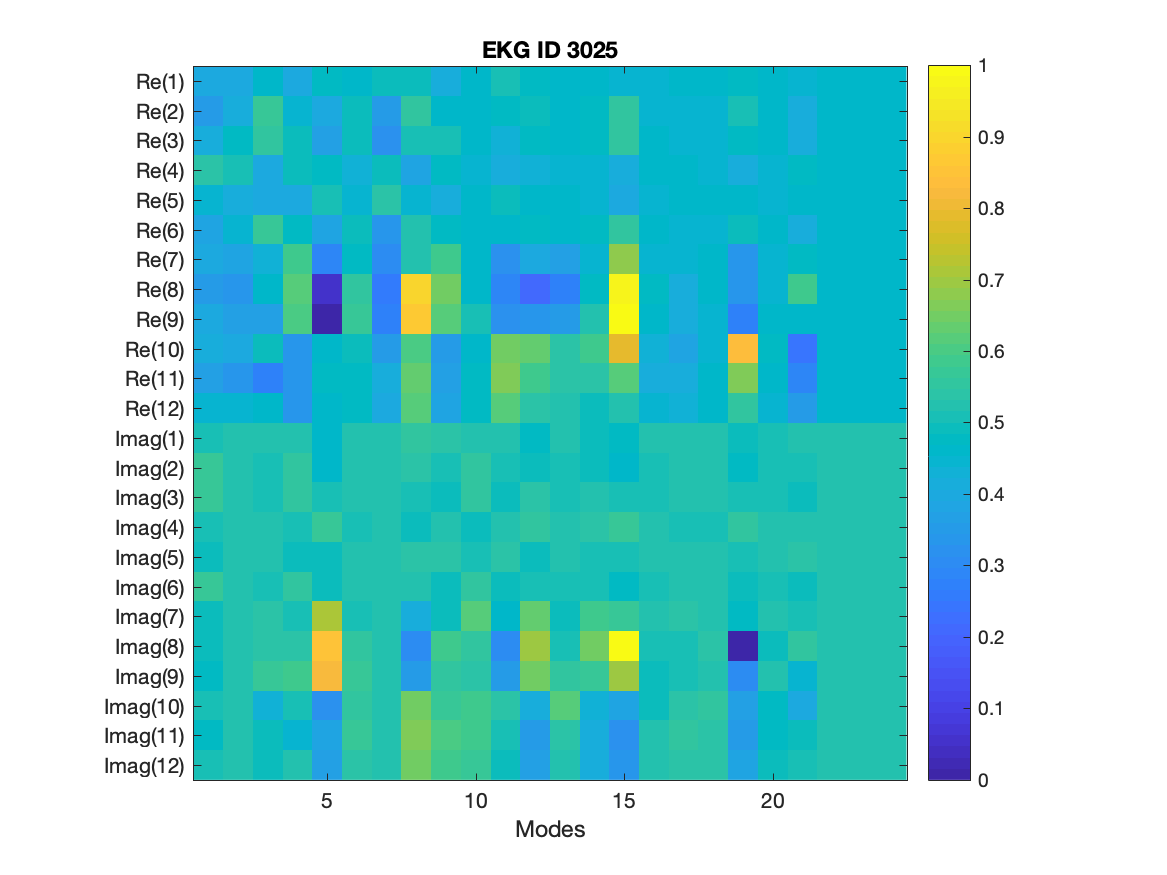 EKG ID 3025
Re(1)
Re(2)
Re(3)
Re(4)
Re(5)
Re(6)
Re(7)
Re(8)
Re(9)
Re(10)
Re(11)
Re(12)
Imag(1)
Imag(2)
Imag(3)
Imag(4)
Imag(5)
Imag(6)
Imag(7)
Imag(8)
Imag(9)
Imag(10)
Imag(11)
Imag(12)
5 10 15 20
Modes
1
0.9
0.8
0.7
0.6
0.5
0.4
0.3
0.2
0.1
0